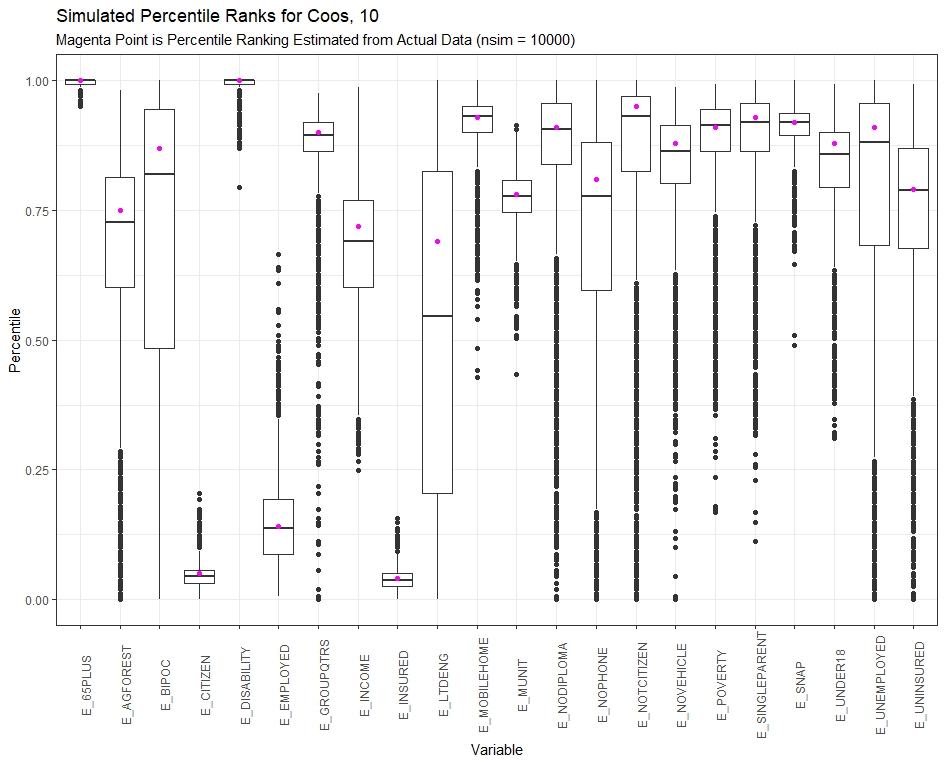 Simulated Percentile Ranks for Coos, 10
Magenta Point is Percentile Ranking Estimated from Actual Data (nsim = 10000)
Percentile
1.00
0.75
0.50
0.25
0.00
E_65PLUS
E_AGFOREST
E_BIPOC
E_CITIZEN
E_DISABILITY
E_EMPLOYED
E_GROUPQTRS
E_INCOME
E_INSURED
E_LTDENG
E_MOBILEHOME
E_MUNIT
E_NODIPLOMA
E_NOPHONE
E_NOTCITIZEN
E_NOVEHICLE
E_POVERTY
E_SINGLEPARENT
E_SNAP
E_UNDER18
E_UNEMPLOYED
E_UNINSURED
Variable